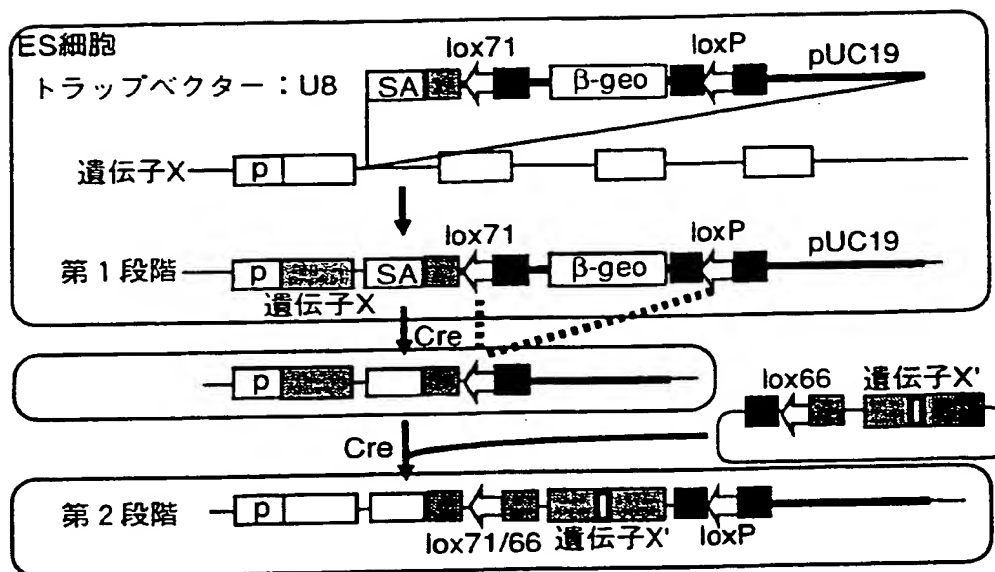 ES細胞
lox71 loxP pUC19
トラップベクター：U8 SA β-geo
遺伝子X p
lox71 loxP pUC19
第1段階 p SA β-geo
遺伝子X
Cre
p
lox66 遺伝子X'
Cre
第2段階 p
lox71/66 遺伝子X' loxP